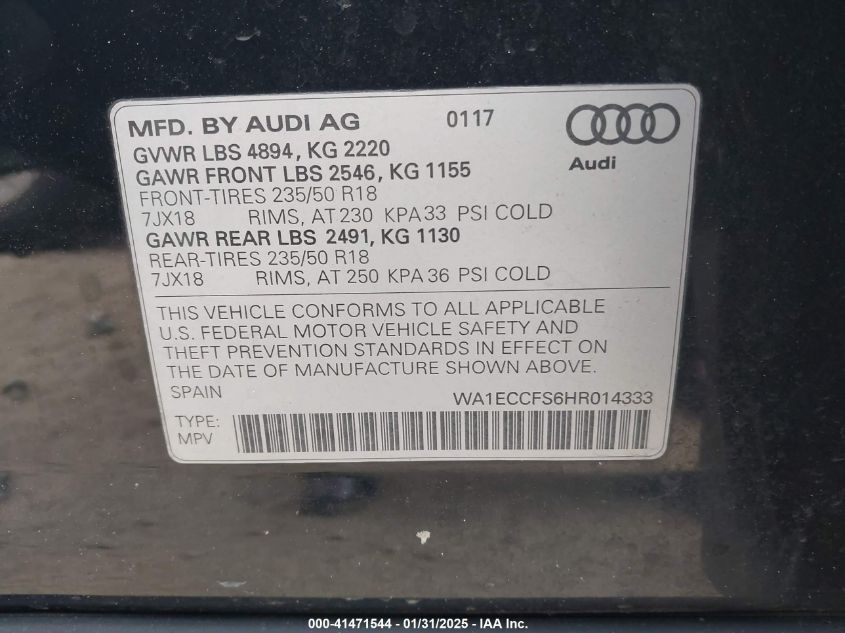 MFD. BY AUDI AG 0117
GVWR LBS 4894, KG 2220
Audi
GAWR FRONT LBS 2546, KG 1155
FRONT-TIRES 235/50 R18
7JX18 RIMS, AT 230 KPA 33 PSI COLD
GAWR REAR LBS 2491, KG 1130
REAR-TIRES 235/50 R18
7JX18 RIMS, AT 250 KPA 36 PSI COLD
THIS VEHICLE CONFORMS TO ALL APPLICABLE
U.S. FEDERAL MOTOR VEHICLE SAFETY AND
THEFT PREVENTION STANDARDS IN EFFECT ON
THE DATE OF MANUFACTURE SHOWN ABOVE.
SPAIN WA1ECCFS6HR014333
TYPE:
MPV
000-41471544 - 01/31/2025 - IAA Inc.